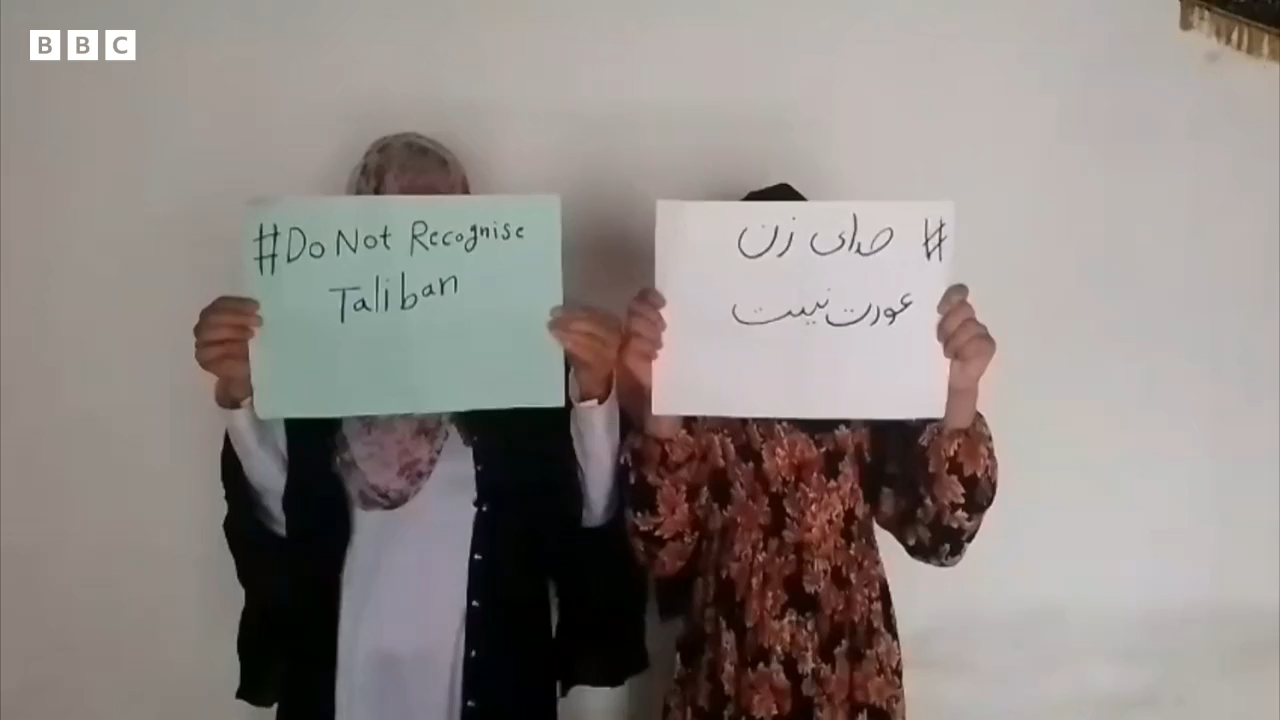 BBC
#Do Not Recognise
Taliban
# صدای زن
عورت نیست